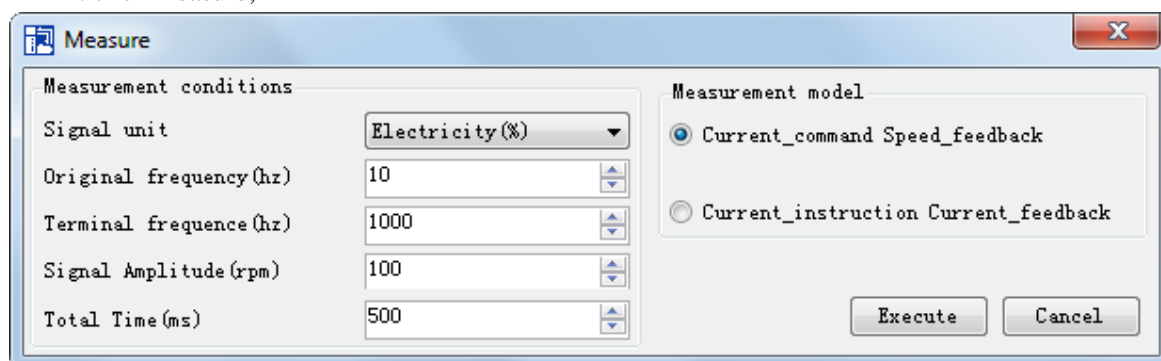 Measure
Measurement conditions
Signal unit
Electricity(%)
Original frequency(hz)
10
Terminal frequence(hz)
1000
Signal Amplitude(rpm)
100
Total Time(ms)
500
Measurement model
Current_command Speed_feedback
Current_instruction Current_feedback
Execute
Cancel